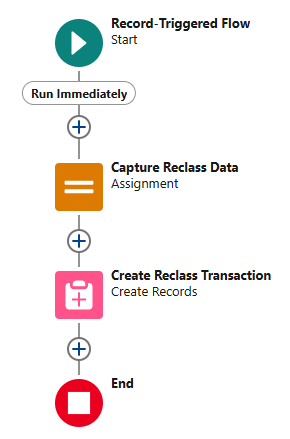 Record-Triggered Flow
Start
Run Immediately
Capture Reclass Data
Assignment
Create Reclass Transaction
Create Records
End